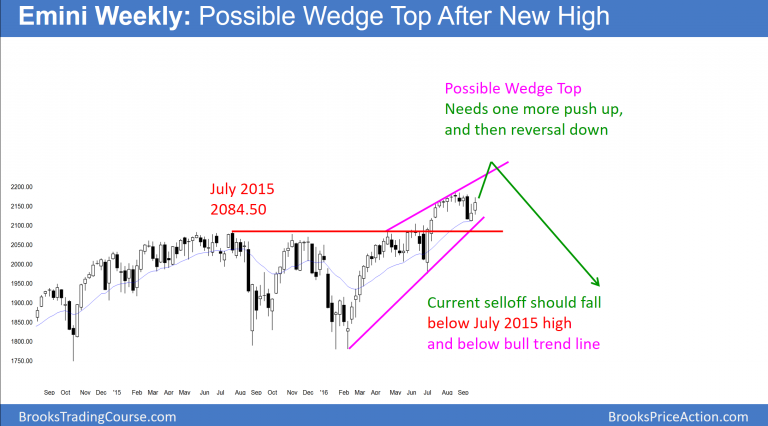 Emini Weekly: Possible Wedge Top After New High
Possible Wedge Top
Needs one more push up,
and then reversal down
July 2015
2084.50
2200.00
2150.00
2100.00
2050.00
2000.00
1950.00
1900.00
1850.00
1800.00
1750.00
Current selloff should fall
below July 2015 high
and below bull trend line
Sep Oct Nov Dec '15 Feb Mar Apr May Jun Jul Aug Sep Oct Nov Dec '16 Feb Mar Apr May Jun Jul Aug Sep
BrooksTradingCourse.com BrooksPriceAction.com